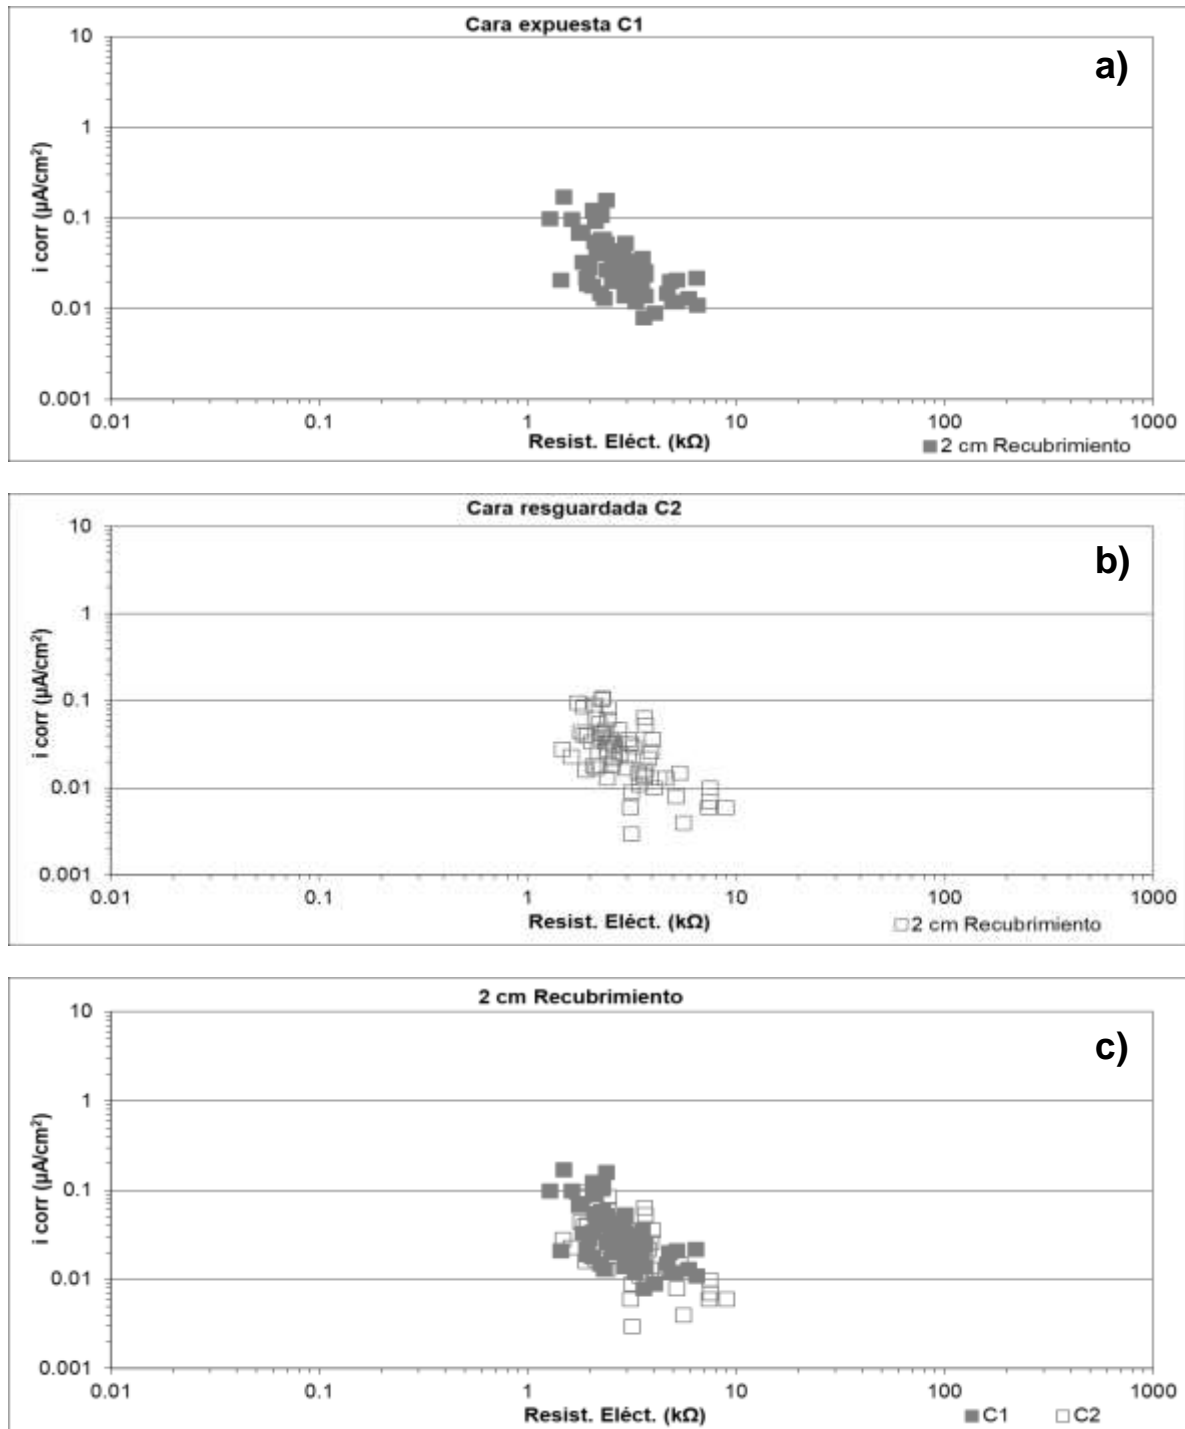 Cara expuesta C1
a)
10
1
0.1
0.01
0.001
i corr (µA/cm²)
0.01 0.1 1 10 100 1000
Resist. Eléct. (kΩ)
2 cm Recubrimiento
Cara resguardada C2
b)
10
1
0.1
0.01
0.001
i corr (µA/cm²)
0.01 0.1 1 10 100 1000
Resist. Eléct. (kΩ)
2 cm Recubrimiento
2 cm Recubrimiento
c)
10
1
0.1
0.01
0.001
i corr (µA/cm²)
0.01 0.1 1 10 100 1000
Resist. Eléct. (kΩ)
C1 C2